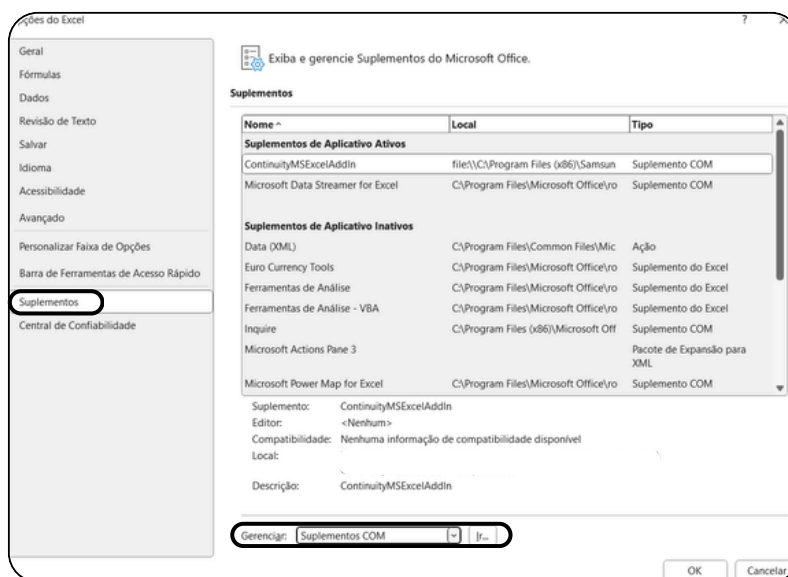 ções do Excel ?
Geral
Fórmulas
Dados
Revisão de Texto
Salvar
Idioma
Acessibilidade
Avançado
Personalizar Faixa de Opções
Barra de Ferramentas de Acesso Rápido
Suplementos
Central de Confiabilidade
Exiba e gerencie Suplementos do Microsoft Office.
Suplementos
Nome Local Tipo
Suplementos de Aplicativo Ativos
ContinuityMSExcelAddIn file:\\C:\Program Files (x86)\Samsun Suplemento COM
Microsoft Data Streamer for Excel C:\Program Files\Microsoft Office\ro Suplemento COM
Suplementos de Aplicativo Inativos
Data (XML) C:\Program Files\Common Files\Mic Ação
Euro Currency Tools C:\Program Files\Microsoft Office\ro Suplemento do Excel
Ferramentas de Análise C:\Program Files\Microsoft Office\ro Suplemento do Excel
Ferramentas de Análise - VBA C:\Program Files\Microsoft Office\ro Suplemento do Excel
Inquire C:\Program Files (x86)\Microsoft Off Suplemento COM
Microsoft Actions Pane 3 Pacote de Expansão para
XML
Microsoft Power Map for Excel C:\Program Files\Microsoft Office\ro Suplemento COM
Suplemento: ContinuityMSExcelAddIn
Editor: <Nenhum>
Compatibilidade: Nenhuma informação de compatibilidade disponível
Local:
Descrição: ContinuityMSExcelAddIn
Gerenciar: Suplementos COM Ir...
OK Cancelar